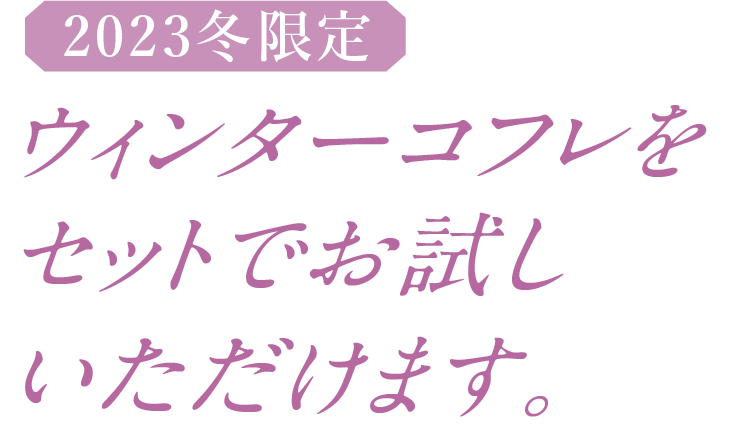 2023冬限定
ウィンターコフレを
セットでお試し
いただけます。